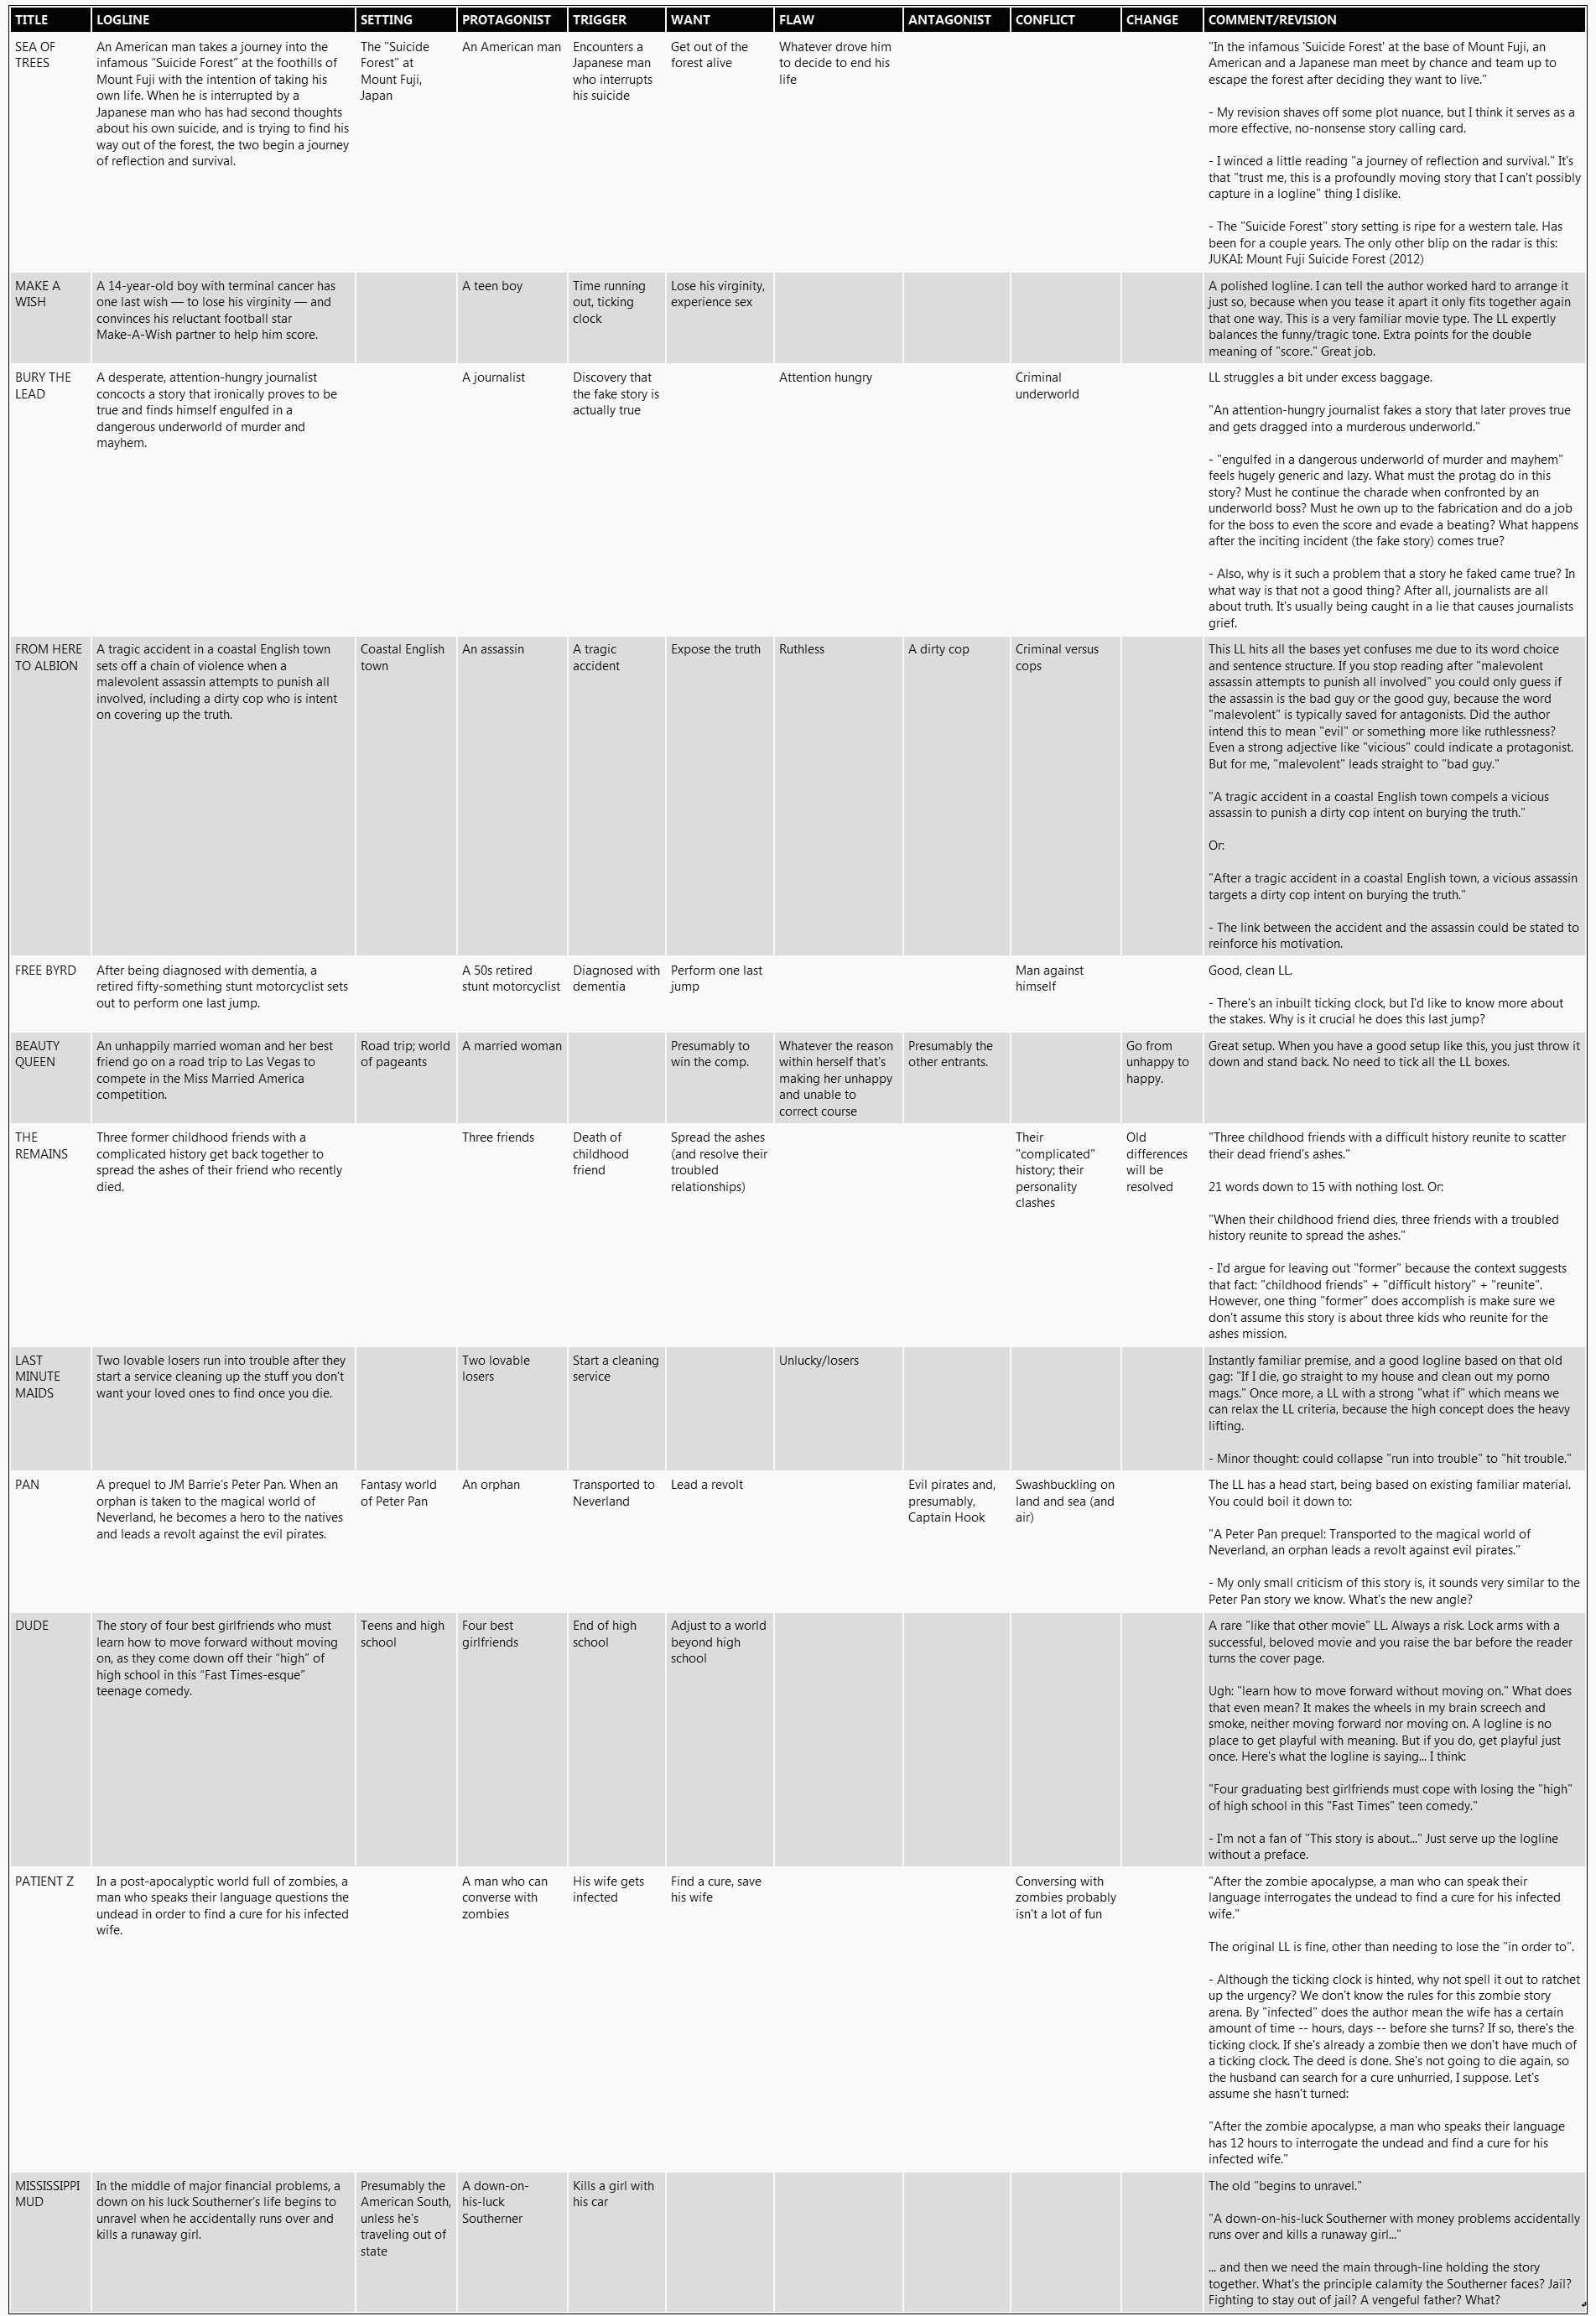 TITLE LOGLINE SETTING PROTAGONIST TRIGGER WANT FLAW ANTAGONIST CONFLICT CHANGE COMMENT/REVISION
SEA OF
TREES
An American man takes a journey into the
infamous “Suicide Forest” at the foothills of
Mount Fuji with the intention of taking his
own life. When he is interrupted by a
Japanese man who has had second thoughts
about his own suicide, and is trying to find his
way out of the forest, the two begin a journey
of reflection and survival.
The "Suicide
Forest" at
Mount Fuji,
Japan
An American man
Encounters a
Japanese man
who interrupts
his suicide
Get out of the
forest alive
Whatever drove him
to decide to end his
life
"In the infamous 'Suicide Forest' at the base of Mount Fuji, an
American and a Japanese man meet by chance and team up to
escape the forest after deciding they want to live."
- My revision shaves off some plot nuance, but I think it serves as a
more effective, no-nonsense story calling card.
- I winced a little reading "a journey of reflection and survival." It's
that "trust me, this is a profoundly moving story that I can't possibly
capture in a logline" thing I dislike.
- The "Suicide Forest" story setting is ripe for a western tale. Has
been for a couple years. The only other blip on the radar is this:
JUKAI: Mount Fuji Suicide Forest (2012)
MAKE A
WISH
A 14-year-old boy with terminal cancer has
one last wish — to lose his virginity — and
convinces his reluctant football star
Make-A-Wish partner to help him score.
A teen boy
Time running
out, ticking
clock
Lose his virginity,
experience sex
A polished logline. I can tell the author worked hard to arrange it
just so, because when you tease it apart it only fits together again
that one way. This is a very familiar movie type. The LL expertly
balances the funny/tragic tone. Extra points for the double
meaning of "score." Great job.
BURY THE
LEAD
A desperate, attention-hungry journalist
concocts a story that ironically proves to be
true and finds himself engulfed in a
dangerous underworld of murder and
mayhem.
A journalist
Discovery that
the fake story is
actually true
Attention hungry
Criminal
underworld
LL struggles a bit under excess baggage.
"An attention-hungry journalist fakes a story that later proves true
and gets dragged into a murderous underworld."
- "engulfed in a dangerous underworld of murder and mayhem"
feels hugely generic and lazy. What must the protag do in this
story? Must he continue the charade when confronted by an
underworld boss? Must he own up to the fabrication and do a job
for the boss to even the score and evade a beating? What happens
after the inciting incident (the fake story) comes true?
- Also, why is it such a problem that a story he faked came true? In
what way is that not a good thing? After all, journalists are all
about truth. It's usually being caught in a lie that causes journalists
grief.
FROM HERE
TO ALBION
A tragic accident in a coastal English town
sets off a chain of violence when a
malevolent assassin attempts to punish all
involved, including a dirty cop who is intent
on covering up the truth.
Coastal English
town
An assassin
A tragic
accident
Expose the truth
Ruthless
A dirty cop
Criminal versus
cops
This LL hits all the bases yet confuses me due to its word choice
and sentence structure. If you stop reading after "malevolent
assassin attempts to punish all involved" you could only guess if
the assassin is the bad guy or the good guy, because the word
"malevolent" is typically saved for antagonists. Did the author
intend this to mean "evil" or something more like ruthlessness?
Even a strong adjective like "vicious" could indicate a protagonist.
But for me, "malevolent" leads straight to "bad guy."
"A tragic accident in a coastal English town compels a vicious
assassin to punish a dirty cop intent on burying the truth."
Or:
"After a tragic accident in a coastal English town, a vicious assassin
targets a dirty cop intent on burying the truth."
- The link between the accident and the assassin could be stated to
reinforce his motivation.
FREE BYRD
After being diagnosed with dementia, a
retired fifty-something stunt motorcyclist sets
out to perform one last jump.
A 50s retired
stunt motorcyclist
Diagnosed with
dementia
Perform one last
jump
Man against
himself
Good, clean LL.
- There's an inbuilt ticking clock, but I'd like to know more about
the stakes. Why is it crucial he does this last jump?
BEAUTY
QUEEN
An unhappily married woman and her best
friend go on a road trip to Las Vegas to
compete in the Miss Married America
competition.
Road trip; world
of pageants
A married woman
Presumably to
win the comp.
Whatever the reason
within herself that's
making her unhappy
and unable to
correct course
Presumably the
other entrants.
Go from
unhappy to
happy.
Great setup. When you have a good setup like this, you just throw it
down and stand back. No need to tick all the LL boxes.
THE
REMAINS
Three former childhood friends with a
complicated history get back together to
spread the ashes of their friend who recently
died.
Three friends
Death of
childhood
friend
Spread the ashes
(and resolve their
troubled
relationships)
Their
"complicated"
history; their
personality
clashes
Old
differences
will be
resolved
"Three childhood friends with a difficult history reunite to scatter
their dead friend's ashes."
21 words down to 15 with nothing lost. Or:
"When their childhood friend dies, three friends with a troubled
history reunite to spread the ashes."
- I'd argue for leaving out "former" because the context suggests
that fact: "childhood friends" + "difficult history" + "reunite".
However, one thing "former" does accomplish is make sure we
don't assume this story is about three kids who reunite for the
ashes mission.
LAST
MINUTE
MAIDS
Two lovable losers run into trouble after they
start a service cleaning up the stuff you don’t
want your loved ones to find once you die.
Two lovable
losers
Start a cleaning
service
Unlucky/losers
Instantly familiar premise, and a good logline based on that old
gag: "If I die, go straight to my house and clean out my porno
mags." Once more, a LL with a strong "what if" which means we
can relax the LL criteria, because the high concept does the heavy
lifting.
- Minor thought: could collapse "run into trouble" to "hit trouble."
PAN
A prequel to JM Barrie’s Peter Pan. When an
orphan is taken to the magical world of
Neverland, he becomes a hero to the natives
and leads a revolt against the evil pirates.
Fantasy world
of Peter Pan
An orphan
Transported to
Neverland
Lead a revolt
Evil pirates and,
presumably,
Captain Hook
Swashbuckling on
land and sea (and
air)
The LL has a head start, being based on existing familiar material.
You could boil it down to:
"A Peter Pan prequel: Transported to the magical world of
Neverland, an orphan leads a revolt against evil pirates."
- My only small criticism of this story is, it sounds very similar to the
Peter Pan story we know. What's the new angle?
DUDE
The story of four best girlfriends who must
learn how to move forward without moving
on, as they come down off their “high” of
high school in this “Fast Times-esque”
teenage comedy.
Teens and high
school
Four best
girlfriends
End of high
school
Adjust to a world
beyond high
school
A rare "like that other movie" LL. Always a risk. Lock arms with a
successful, beloved movie and you raise the bar before the reader
turns the cover page.
Ugh: "learn how to move forward without moving on." What does
that even mean? It makes the wheels in my brain screech and
smoke, neither moving forward nor moving on. A logline is no
place to get playful with meaning. But if you do, get playful just
once. Here's what the logline is saying... I think:
"Four graduating best girlfriends must cope with losing the "high"
of high school in this "Fast Times" teen comedy."
- I'm not a fan of "This story is about..." Just serve up the logline
without a preface.
PATIENT Z
In a post-apocalyptic world full of zombies, a
man who speaks their language questions the
undead in order to find a cure for his infected
wife.
A man who can
converse with
zombies
His wife gets
infected
Find a cure, save
his wife
Conversing with
zombies probably
isn't a lot of fun
"After the zombie apocalypse, a man who can speak their
language interrogates the undead to find a cure for his infected
wife."
The original LL is fine, other than needing to lose the "in order to".
- Although the ticking clock is hinted, why not spell it out to ratchet
up the urgency? We don't know the rules for this zombie story
arena. By "infected" does the author mean the wife has a certain
amount of time -- hours, days -- before she turns? If so, there's the
ticking clock. If she's already a zombie then we don't have much of
a ticking clock. The deed is done. She's not going to die again, so
the husband can search for a cure unhurried, I suppose. Let's
assume she hasn't turned:
"After the zombie apocalypse, a man who speaks their language
has 12 hours to interrogate the undead and find a cure for his
infected wife."
MISSISSIPPI
MUD
In the middle of major financial problems, a
down on his luck Southerner’s life begins to
unravel when he accidentally runs over and
kills a runaway girl.
Presumably the
American South,
unless he's
traveling out of
state
A down-on-
his-luck
Southerner
Kills a girl with
his car
The old "begins to unravel."
"A down-on-his-luck Southerner with money problems accidentally
runs over and kills a runaway girl..."
... and then we need the main through-line holding the story
together. What's the principle calamity the Southerner faces? Jail?
Fighting to stay out of jail? A vengeful father? What?